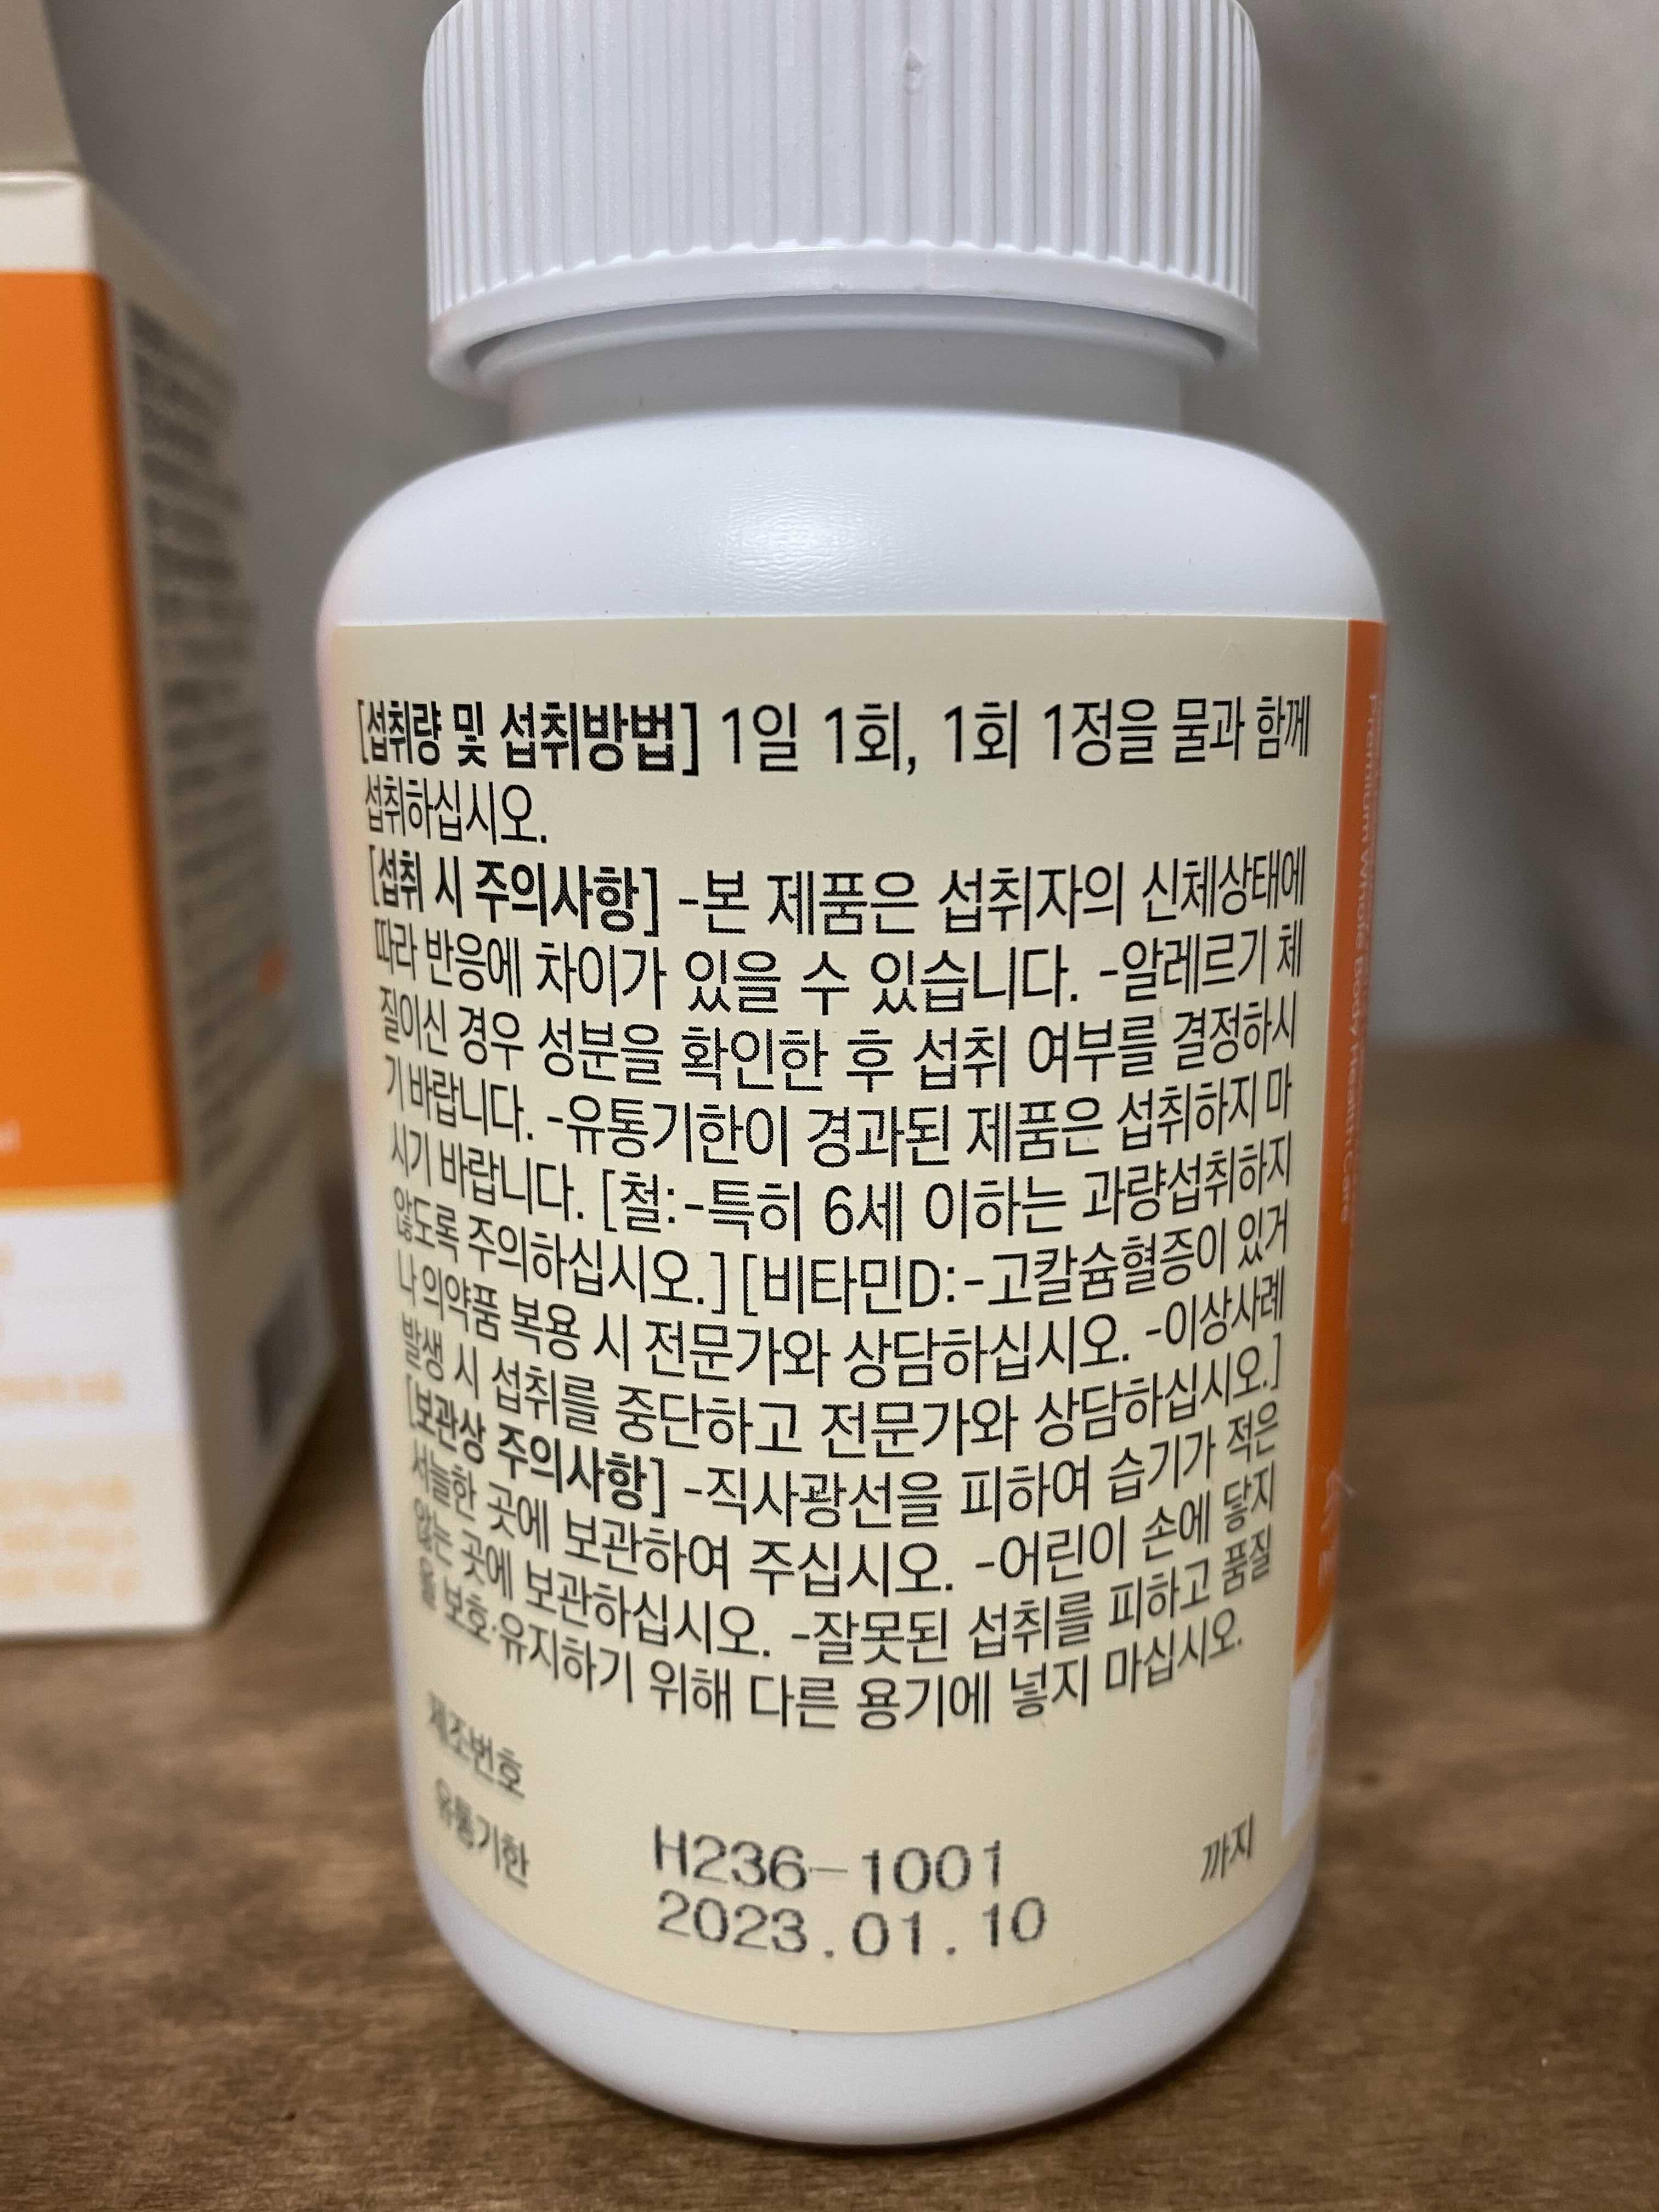 [섭취량 및 섭취방법] 1일 1회, 1회 1정을 물과 함께
섭취하십시오.
[섭취 시 주의사항] -본 제품은 섭취자의 신체상태에
따라 반응에 차이가 있을 수 있습니다. -알레르기 체
질이신 경우 성분을 확인한 후 섭취 여부를 결정하시
기 바랍니다. -유통기한이 경과된 제품은 섭취하지 마
시기 바랍니다. [철:-특히 6세 이하는 과량섭취하지
않도록 주의하십시오.] [비타민D:-고칼슘혈증이 있거
나 의약품 복용 시 전문가와 상담하십시오. -이상사례
발생 시 섭취를 중단하고 전문가와 상담하십시오.]
[보관상 주의사항] -직사광선을 피하여 습기가 적은
서늘한 곳에 보관하여 주십시오. -어린이 손에 닿지
않는 곳에 보관하십시오. -잘못된 섭취를 피하고 품질
을 보호·유지하기 위해 다른 용기에 넣지 마십시오.
제조번호
유통기한
H236-1001
2023.01.10
까지
Premium Whole Body Health Care